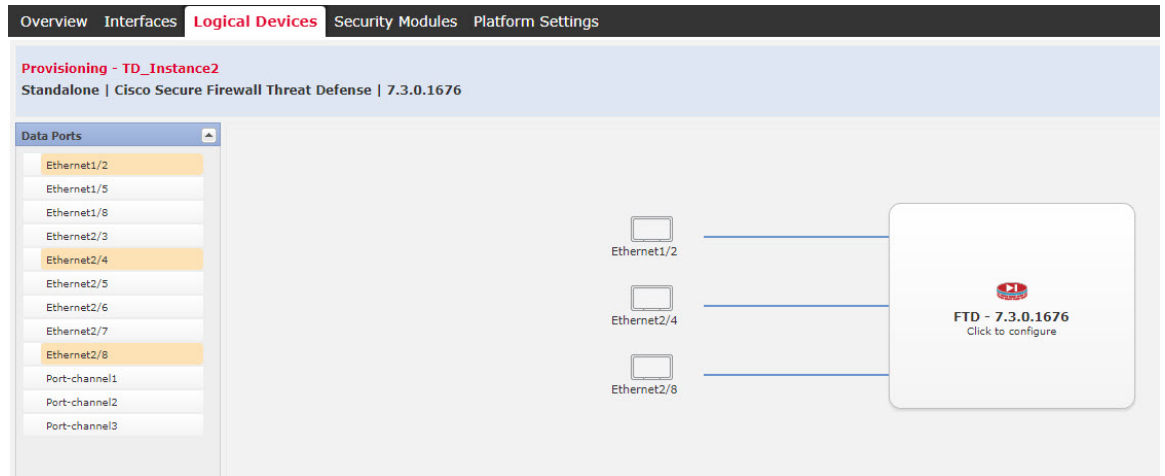 Overview Interfaces Logical Devices Security Modules Platform Settings
Provisioning - TD_Instance2
Standalone | Cisco Secure Firewall Threat Defense | 7.3.0.1676
Data Ports
Ethernet1/2
Ethernet1/5
Ethernet1/8
Ethernet2/3
Ethernet2/4
Ethernet2/5
Ethernet2/6
Ethernet2/7
Ethernet2/8
Port-channel1
Port-channel2
Port-channel3
Ethernet1/2
Ethernet2/4
Ethernet2/8
FTD - 7.3.0.1676
Click to configure